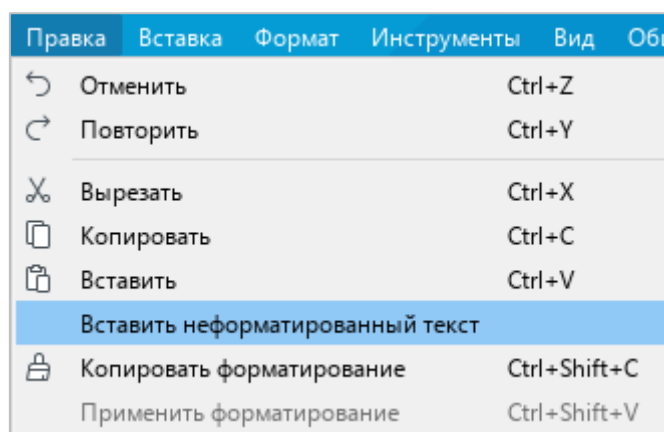 Правка Вставка Формат Инструменты Вид
Отменить Ctrl+Z
Повторить Ctrl+Y
Вырезать Ctrl+X
Копировать Ctrl+C
Вставить Ctrl+V
Вставить неформатированный текст
Копировать форматирование Ctrl+Shift+C
Применить форматирование Ctrl+Shift+V